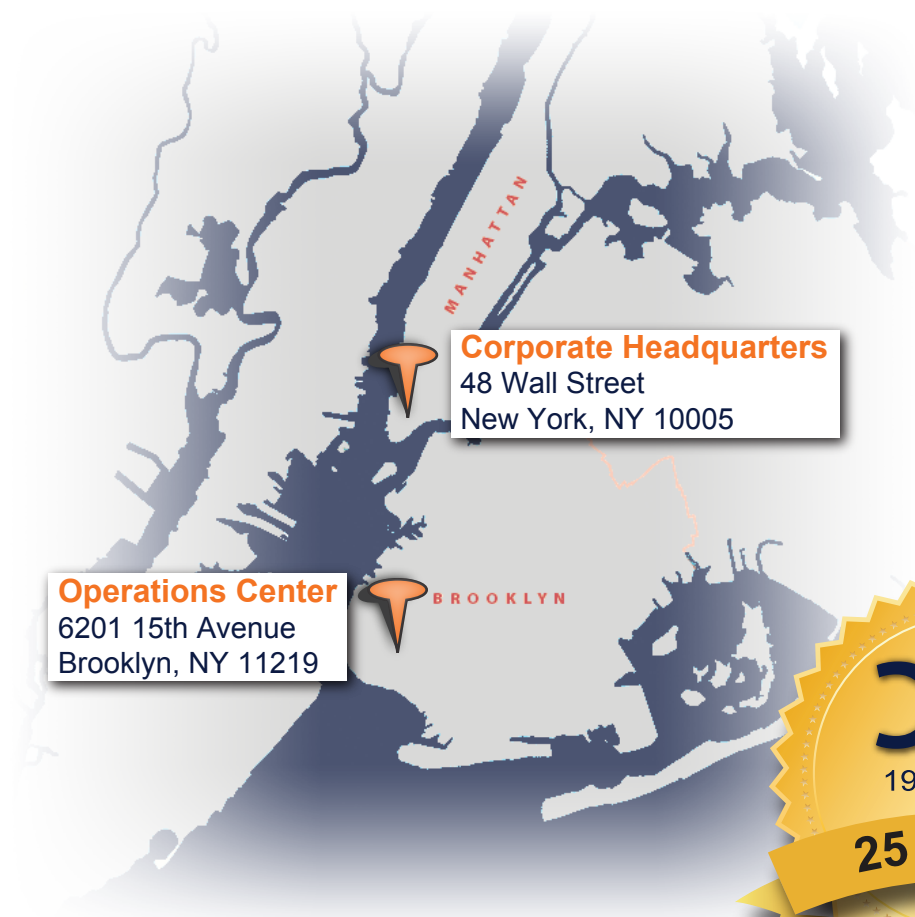 MANHATTAN
Corporate Headquarters
48 Wall Street
New York, NY 10005
Operations Center
6201 15th Avenue
Brooklyn, NY 11219
BROOKLYN
19
25